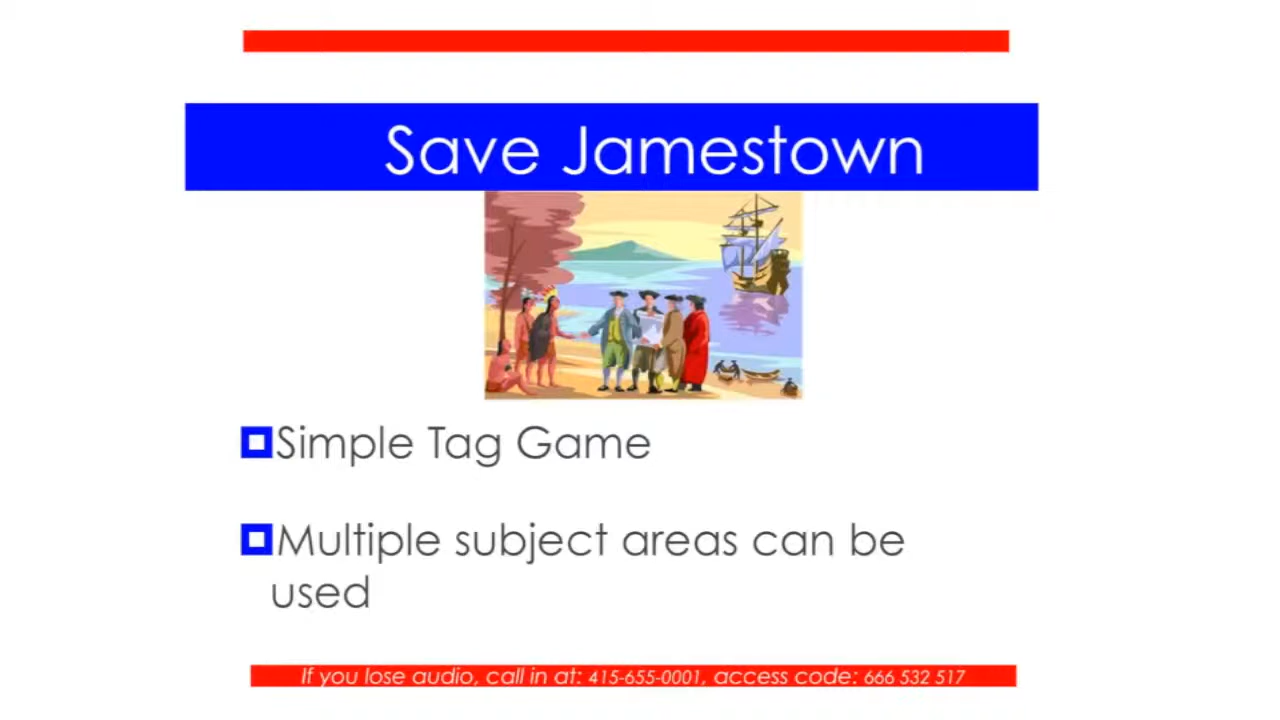 Save Jamestown
Simple Tag Game
Multiple subject areas can be
used
If you lose audio, call in at: 415-655-0001, access code: 666 532 517